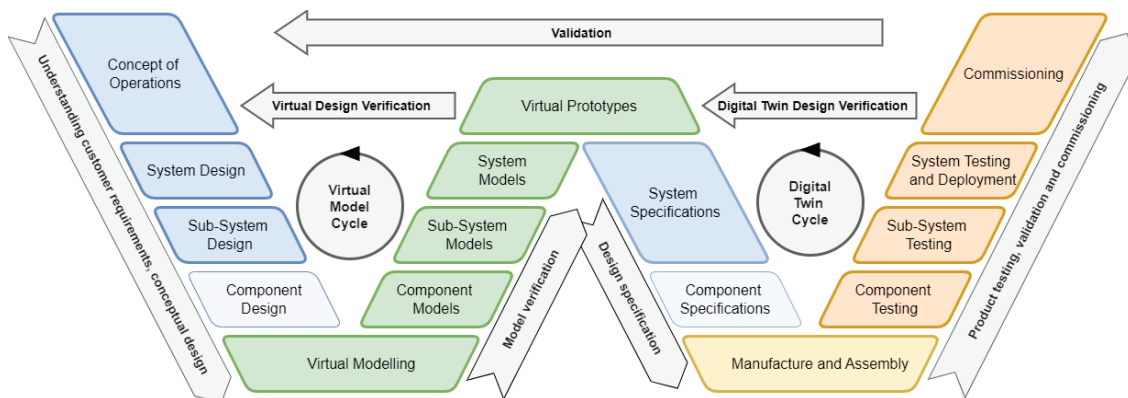 Validation
Concept of
Operations
Commissioning
Virtual Design Verification
Virtual Prototypes
Digital Twin Design Verification
Understanding customer requirements, conceptual design
System Design
Virtual
Model
Cycle
System
Models
System
Specifications
Digital
Twin
Cycle
System Testing
and Deployment
Sub-System
Design
Sub-System
Models
Sub-System
Testing
Component
Design
Component
Models
Model verification
Design specification
Component
Specifications
Component
Testing
Product testing, validation and commissioning
Virtual Modelling
Manufacture and Assembly